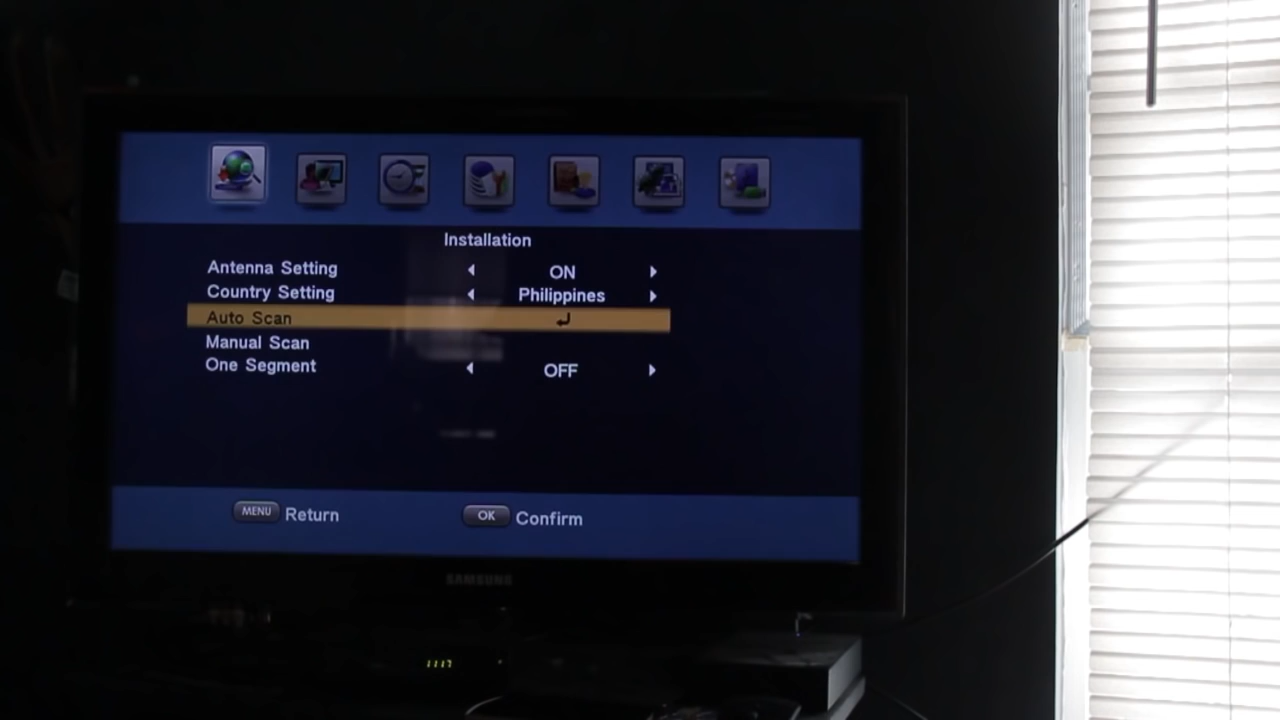 Installation
Antenna Setting ON
Country Setting Philippines
Auto Scan
Manual Scan
One Segment OFF
MENU Return OK Confirm
SAMSUNG
1117